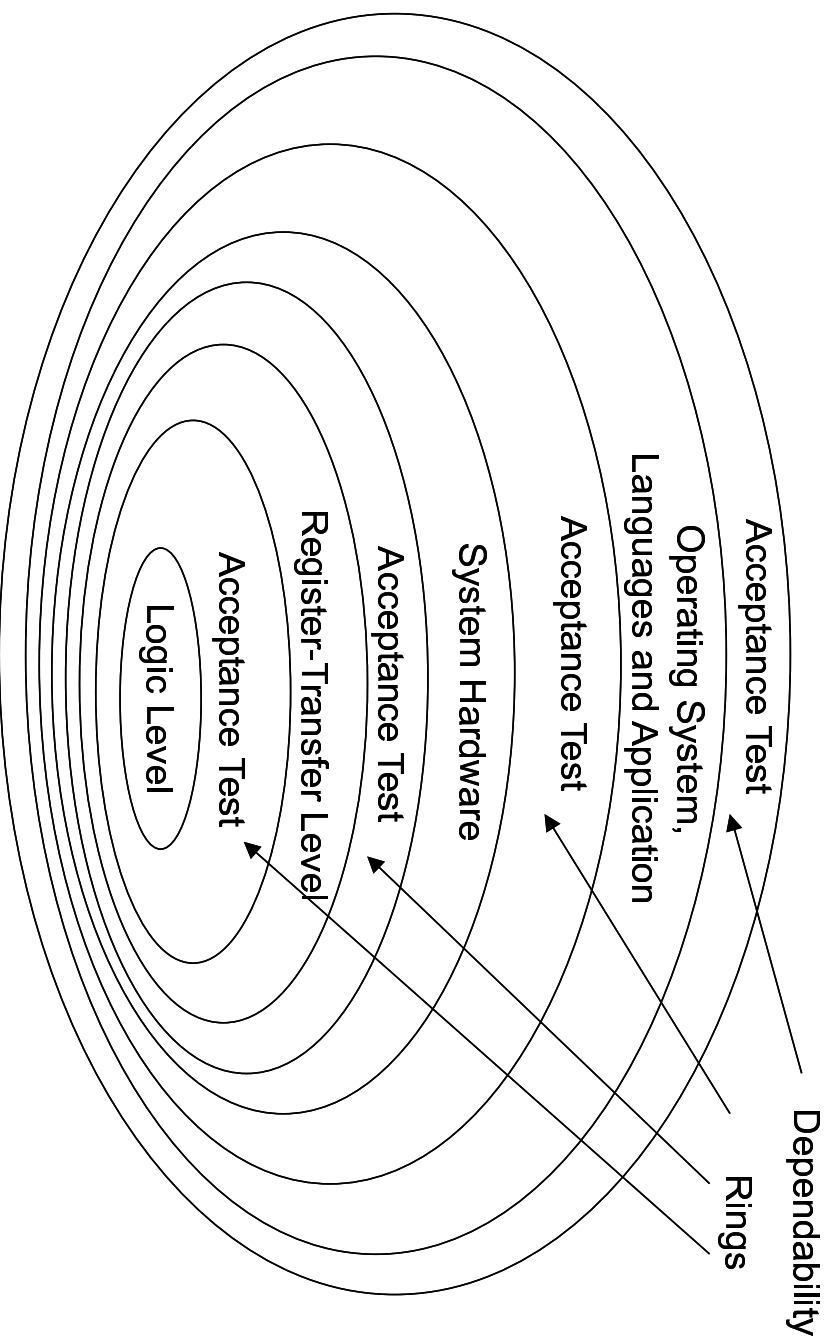 Acceptance Test
Operating System,
Languages and Application
Acceptance Test
System Hardware
Acceptance Test
Register-Transfer Level
Acceptance Test
Logic Level
Dependability
Rings